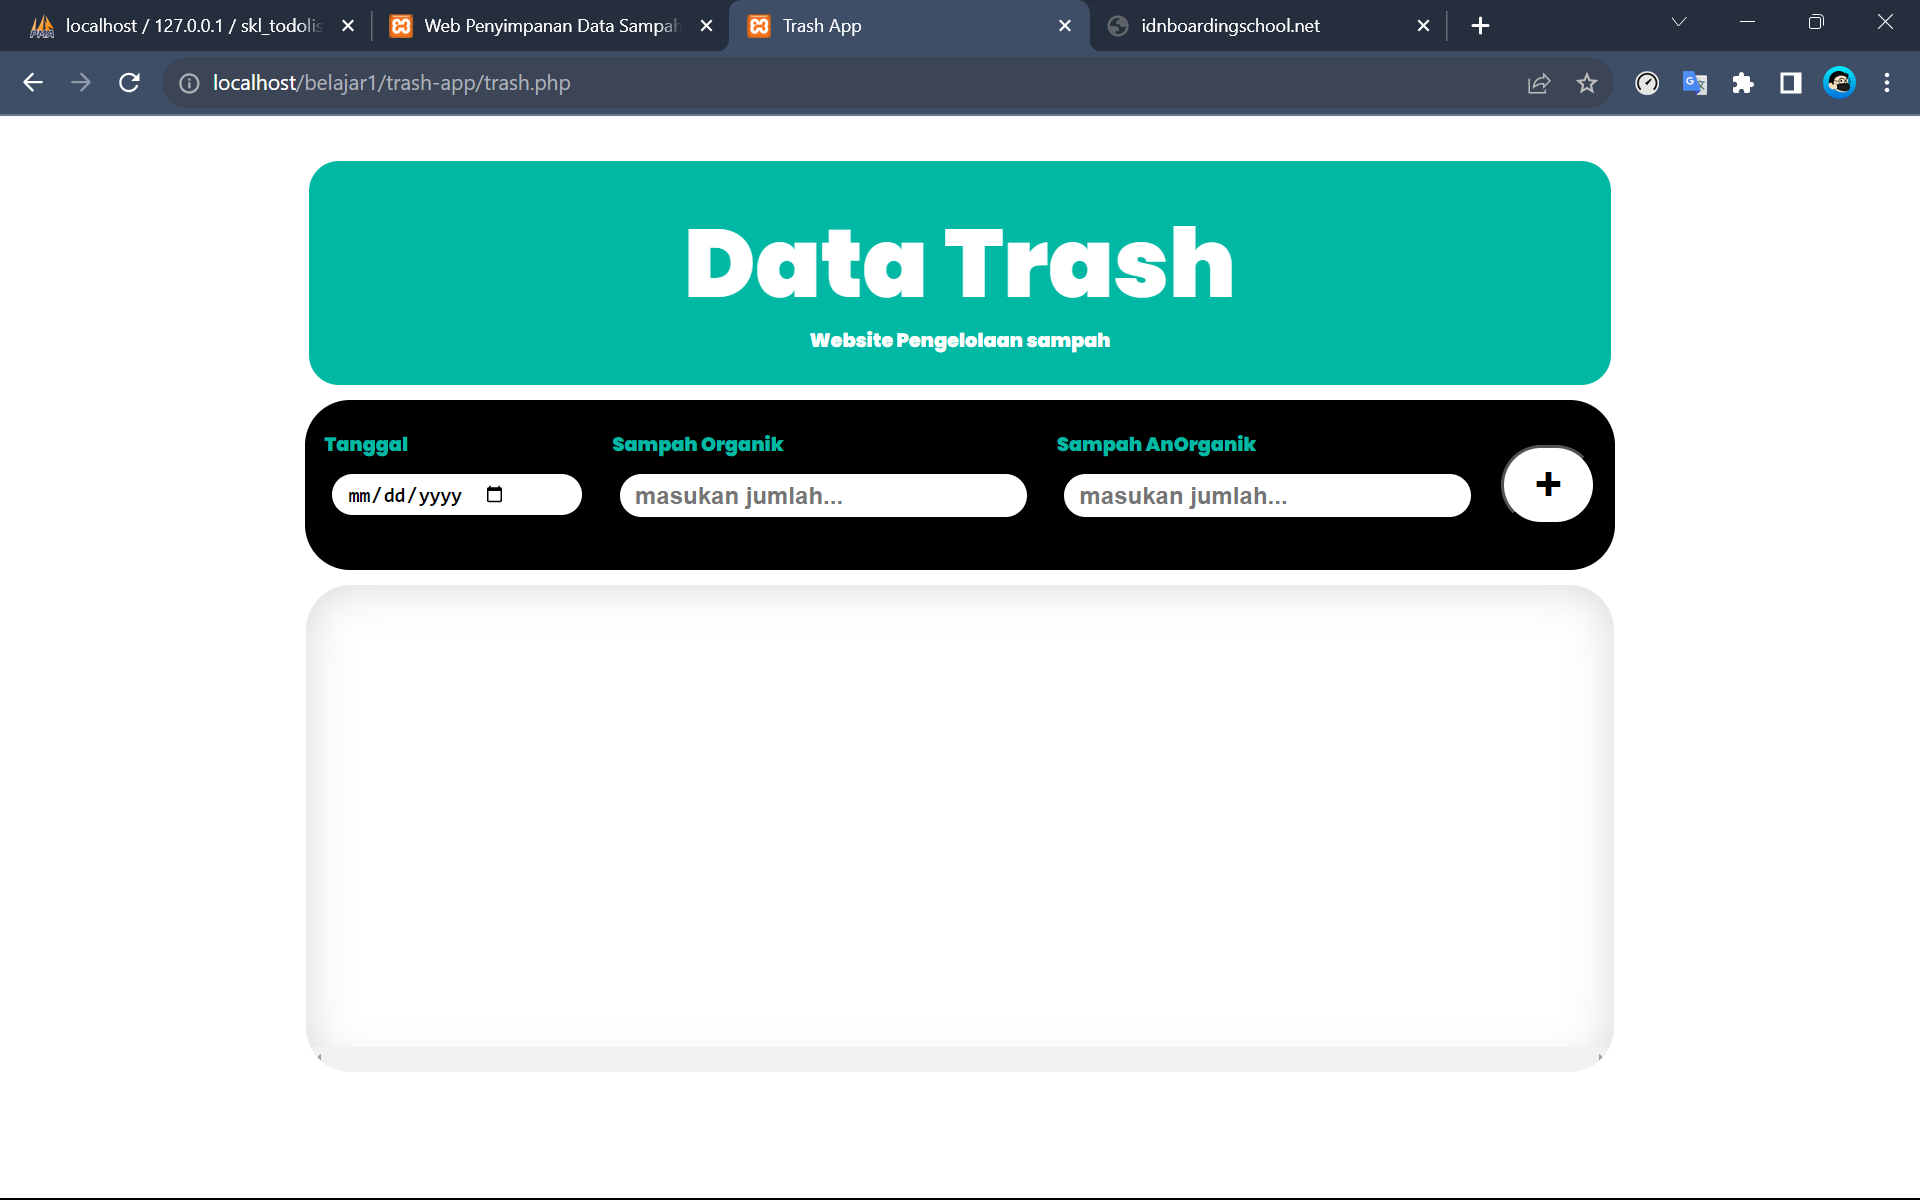 localhost / 127.0.0.1 / skl_todolis
Web Penyimpanan Data Sampah
Trash App
idnboardingschool.net
localhost/belajar1/trash-app/trash.php
Data Trash
Website Pengelolaan sampah
Tanggal
Sampah Organik
Sampah AnOrganik
mm/dd/yyyy
masukan jumlah...
masukan jumlah...
+